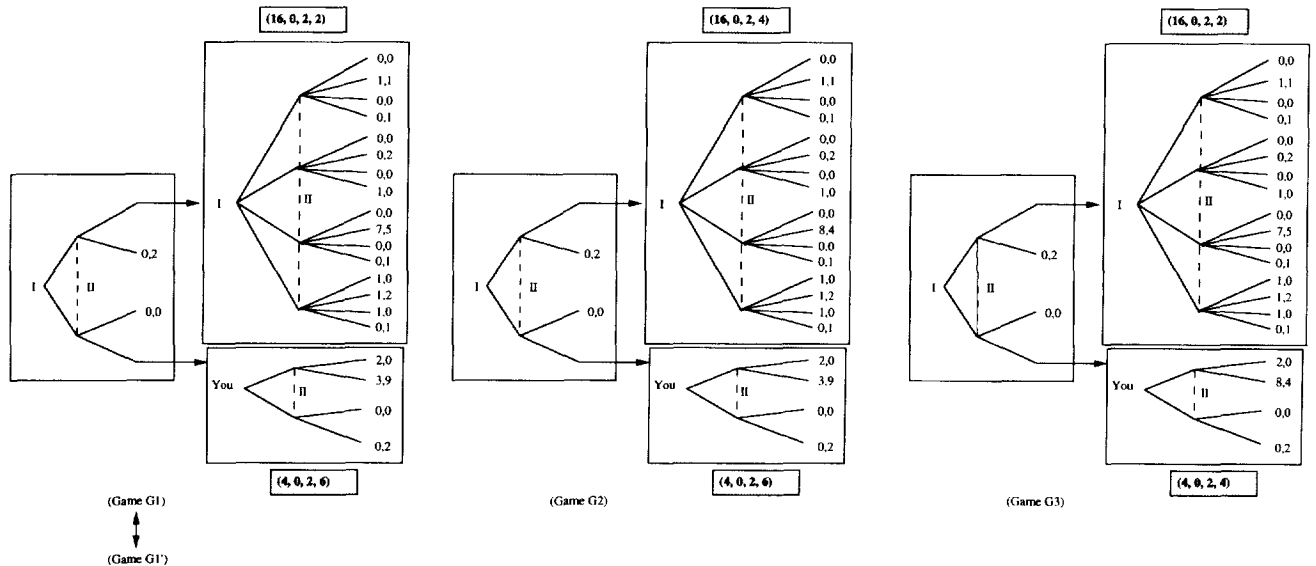 (16, 0, 2, 2)
0,0
1,1
0,0
0,1
0,0
0,2
0,0
1,0
0,0
7,5
0,0
0,1
1,0
1,2
1,0
0,1
I
II
I
II
0,2
0,0
You
II
2,0
3,9
0,0
0,2
(4, 0, 2, 6)
(Game G1)
(Game G1')
(16, 0, 2, 4)
0,0
1,1
0,0
0,1
0,0
0,2
0,0
1,0
0,0
8,4
0,0
0,1
1,0
1,2
1,0
0,1
I
II
I
II
0,2
0,0
You
II
2,0
3,9
0,0
0,2
(4, 0, 2, 6)
(Game G2)
(16, 0, 2, 2)
0,0
1,1
0,0
0,1
0,0
0,2
0,0
1,0
0,0
7,5
0,0
0,1
1,0
1,2
1,0
0,1
I
II
I
II
0,2
0,0
You
II
2,0
8,4
0,0
0,2
(4, 0, 2, 4)
(Game G3)